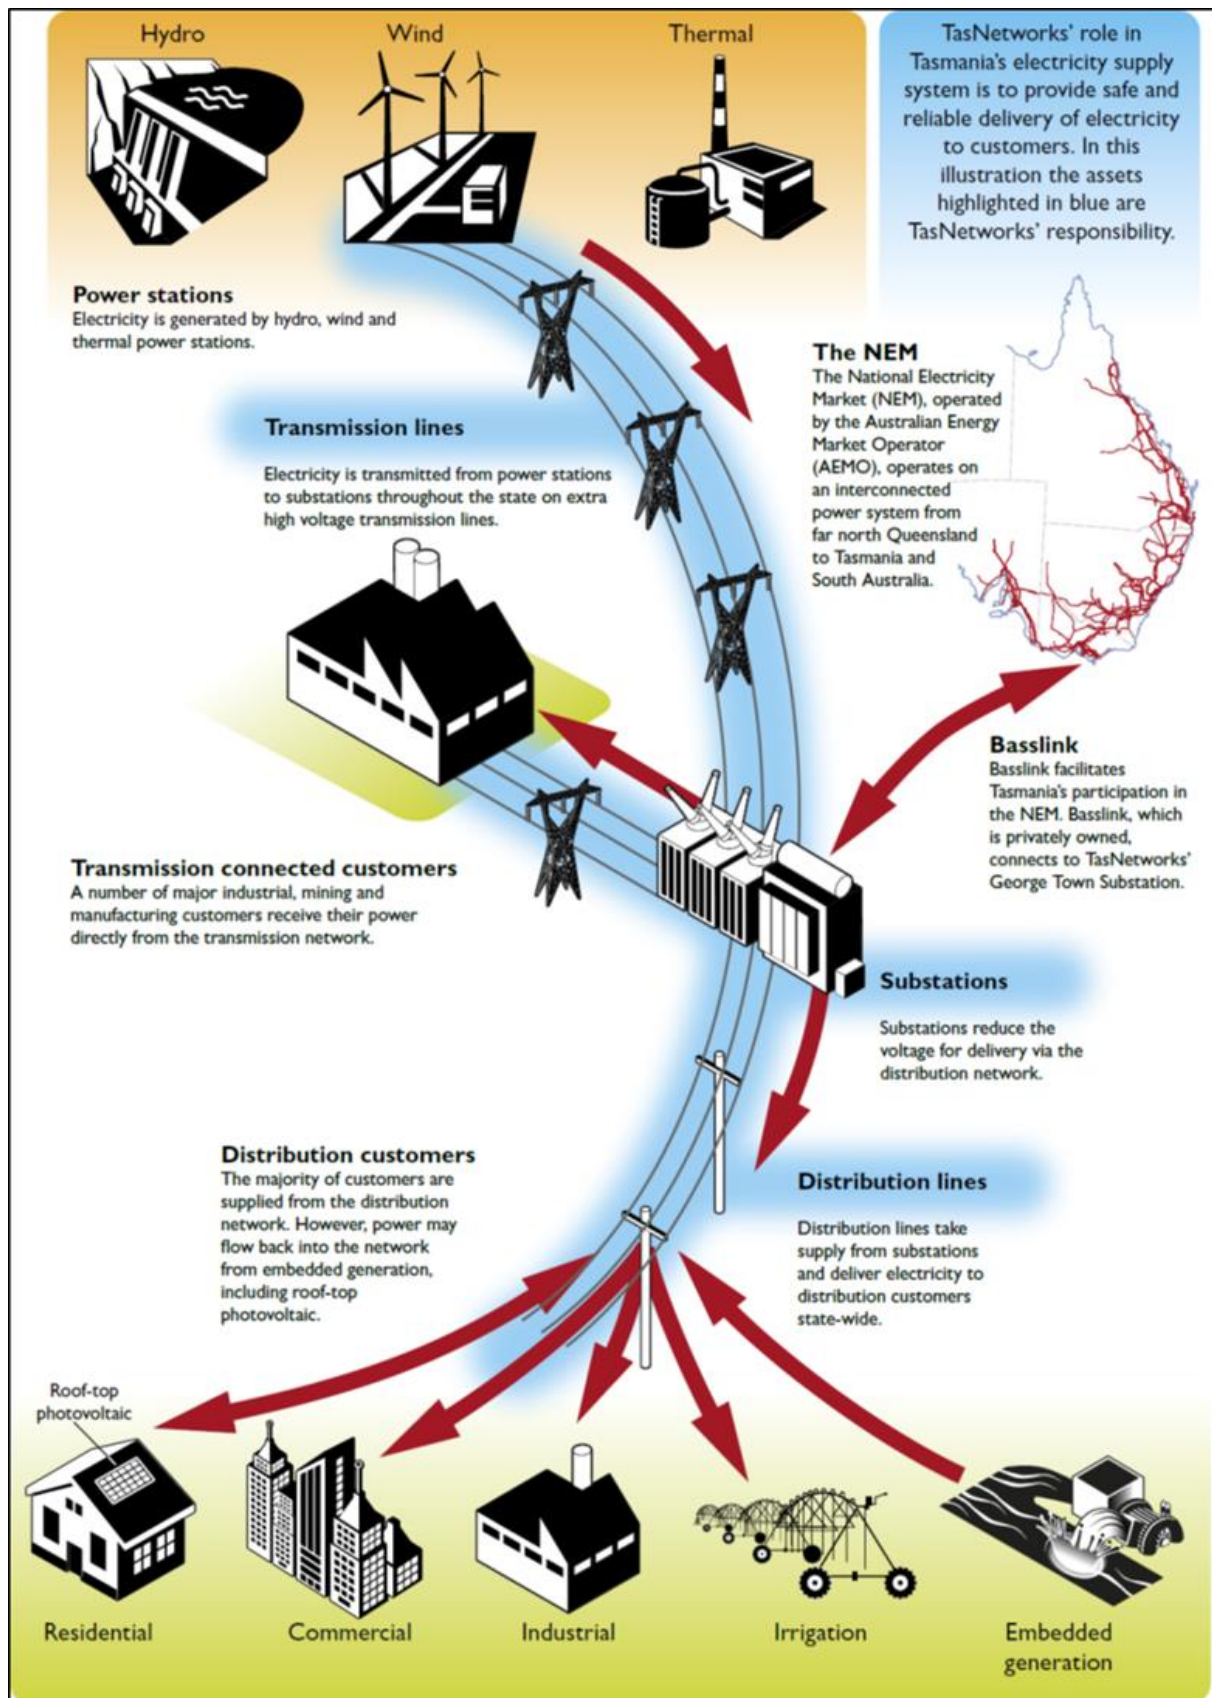 Hydro
Wind
Thermal
TasNetworks' role in
Tasmania's electricity supply
system is to provide safe and
reliable delivery of electricity
to customers. In this
illustration the assets
highlighted in blue are
TasNetworks' responsibility.
Power stations
Electricity is generated by hydro, wind and
thermal power stations.
The NEM
The National Electricity
Market (NEM), operated
by the Australian Energy
Market Operator
(AEMO), operates on
an interconnected
power system from
far north Queensland
to Tasmania and
South Australia.
Transmission lines
Electricity is transmitted from power stations
to substations throughout the state on extra
high voltage transmission lines.
Basslink
Basslink facilitates
Tasmania's participation in
the NEM. Basslink, which
is privately owned,
connects to TasNetworks'
George Town Substation.
Transmission connected customers
A number of major industrial, mining and
manufacturing customers receive their power
directly from the transmission network.
Substations
Substations reduce the
voltage for delivery via the
distribution network.
Distribution customers
The majority of customers are
supplied from the distribution
network. However, power may
flow back into the network
from embedded generation,
including roof-top
photovoltaic.
Distribution lines
Distribution lines take
supply from substations
and deliver electricity to
distribution customers
state-wide.
Roof-top
photovoltaic
Residential
Commercial
Industrial
Irrigation
Embedded
generation